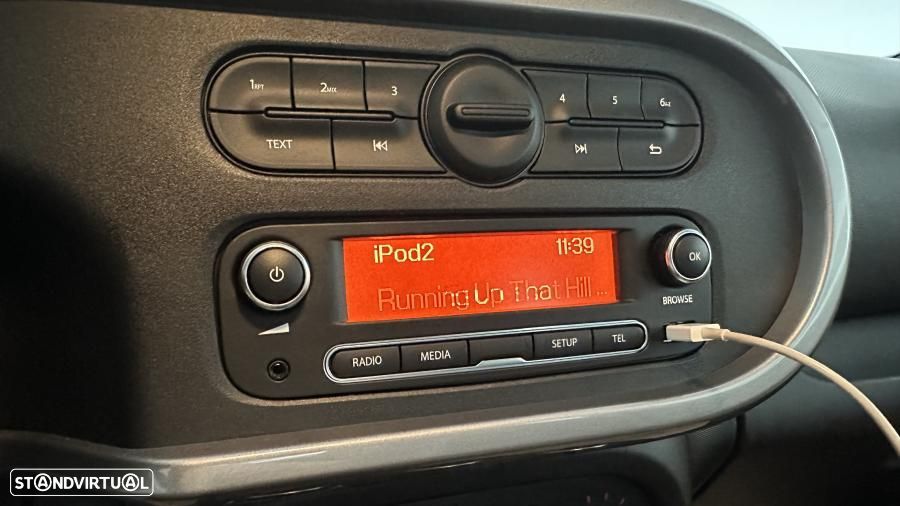 1RPT 2MIX 3 4 5 6A-Z
TEXT
iPod2 11:39
Running Up That Hill ...
OK
BROWSE
RADIO MEDIA SETUP TEL
STANDVIRTUAL